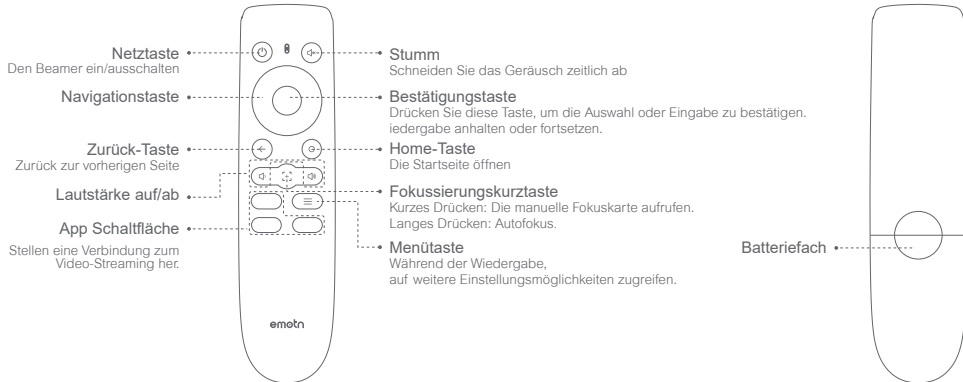 Netztaste
Den Beamer ein/ausschalten
Navigationstaste
Zurück-Taste
Zurück zur vorherigen Seite
Lautstärke auf/ab
App Schaltfläche
Stellen eine Verbindung zum
Video-Streaming her.
Stumm
Schneiden Sie das Geräusch zeitlich ab
Bestätigungstaste
Drücken Sie diese Taste, um die Auswahl oder Eingabe zu bestätigen.
iedergabe anhalten oder fortsetzen.
Home-Taste
Die Startseite öffnen
Fokussierungskurztaste
Kurzes Drücken: Die manuelle Fokuskarte aufrufen.
Langes Drücken: Autofokus.
Menütaste
Während der Wiedergabe,
auf weitere Einstellungsmöglichkeiten zugreifen.
emotn
Batteriefach